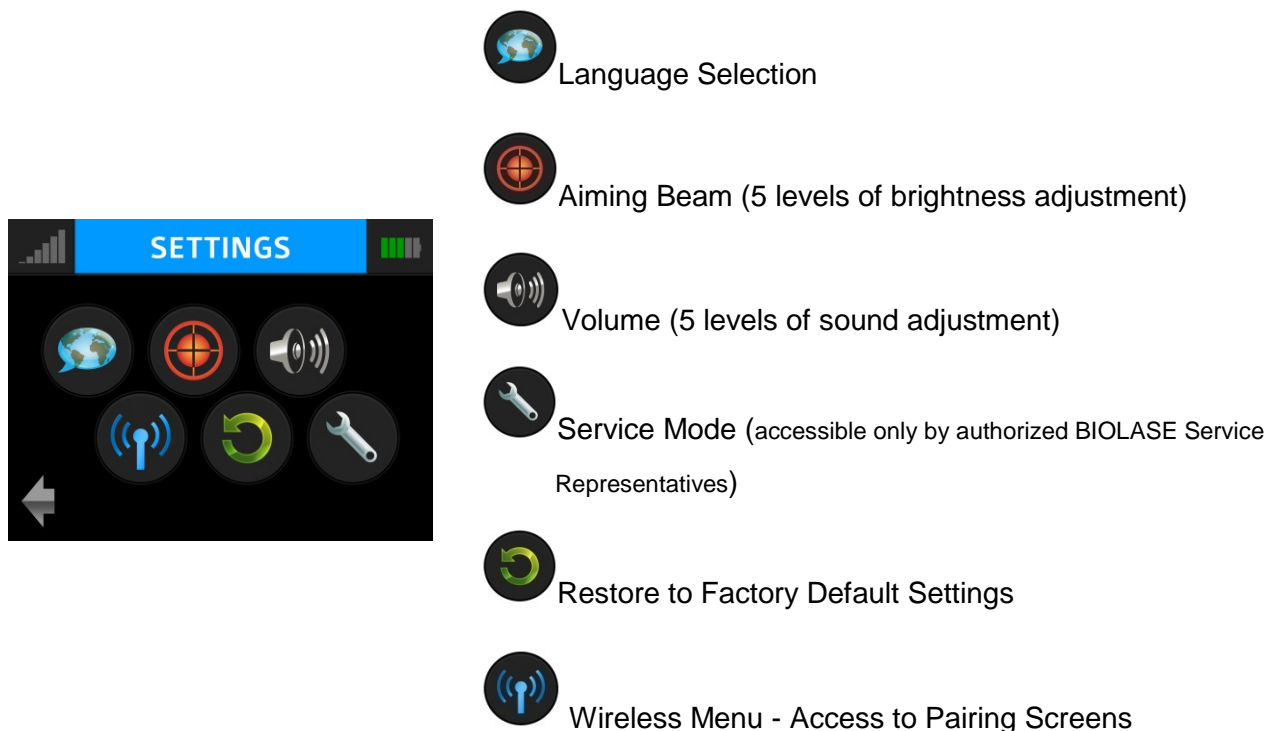 Language Selection
Aiming Beam (5 levels of brightness adjustment)
SETTINGS
Volume (5 levels of sound adjustment)
Service Mode (accessible only by authorized BIOLASE Service
Representatives)
Restore to Factory Default Settings
Wireless Menu - Access to Pairing Screens